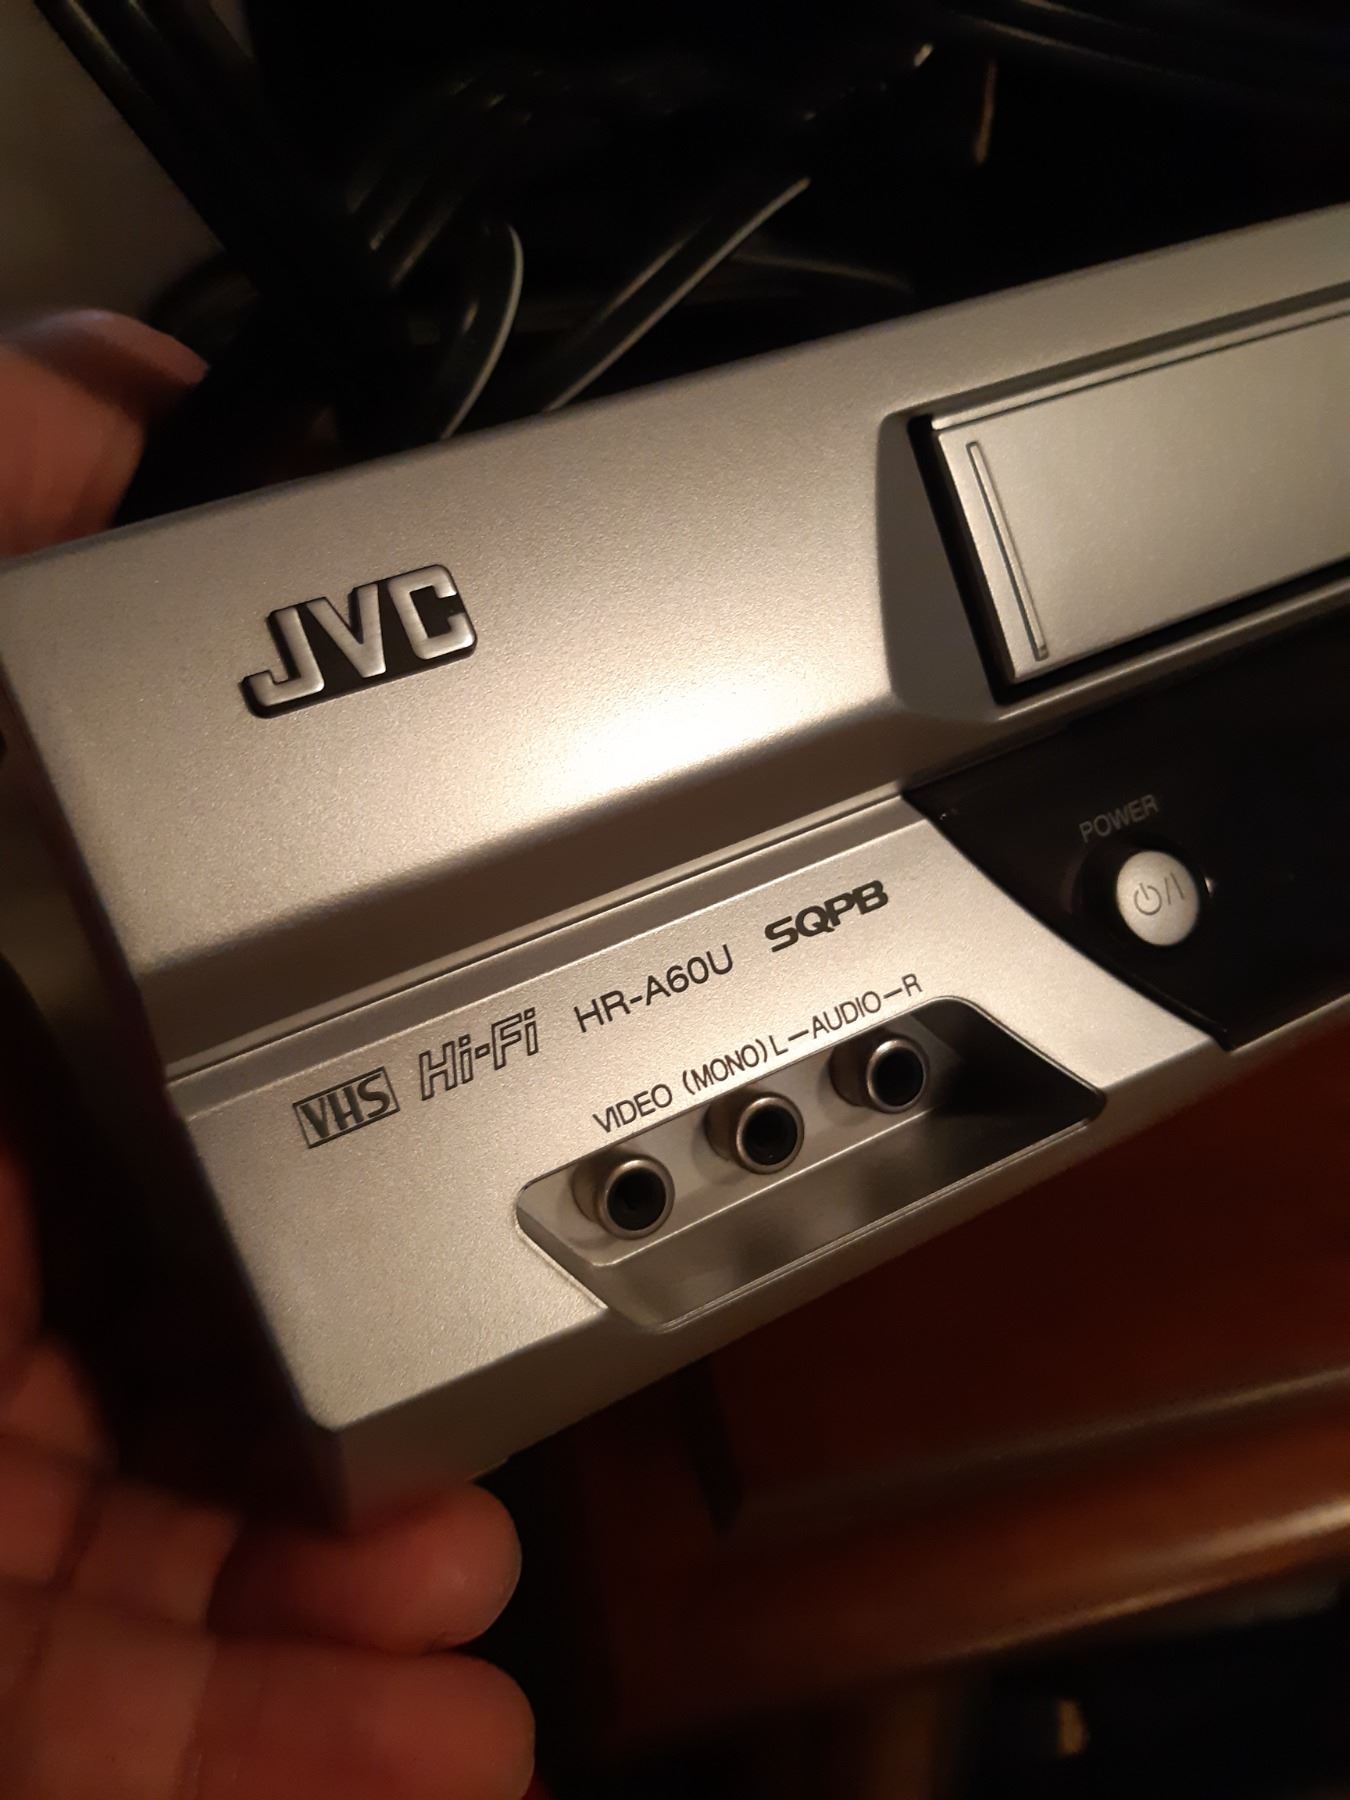 JVC
POWER
⏻/I
VHS Hi-Fi HR-A60U SQPB
VIDEO (MONO) L—AUDIO—R